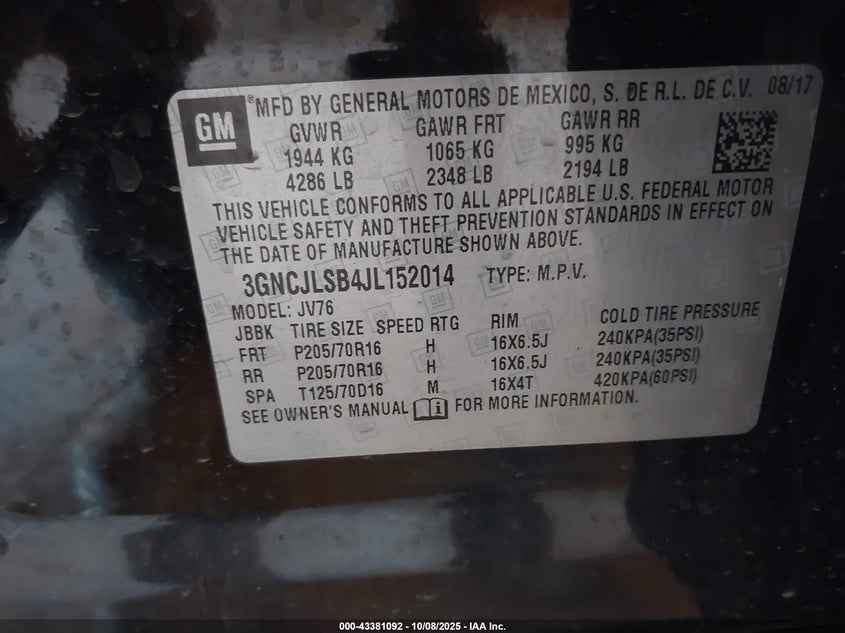 GM
MFD BY GENERAL MOTORS DE MEXICO, S. DE R.L. DE C.V. 08/17
GVWR GAWR FRT GAWR RR
1944 KG 1065 KG 995 KG
4286 LB 2348 LB 2194 LB
THIS VEHICLE CONFORMS TO ALL APPLICABLE U.S. FEDERAL MOTOR
VEHICLE SAFETY AND THEFT PREVENTION STANDARDS IN EFFECT ON
THE DATE OF MANUFACTURE SHOWN ABOVE.
3GNCJLSB4JL152014 TYPE: M.P.V.
MODEL: JV76
JBBK TIRE SIZE SPEED RTG RIM COLD TIRE PRESSURE
FRT P205/70R16 H 16X6.5J 240KPA(35PSI)
RR P205/70R16 H 16X6.5J 240KPA(35PSI)
SPA T125/70D16 M 16X4T 420KPA(60PSI)
SEE OWNER'S MANUAL FOR MORE INFORMATION.
000-43381092 - 10/08/2025 - IAA Inc.